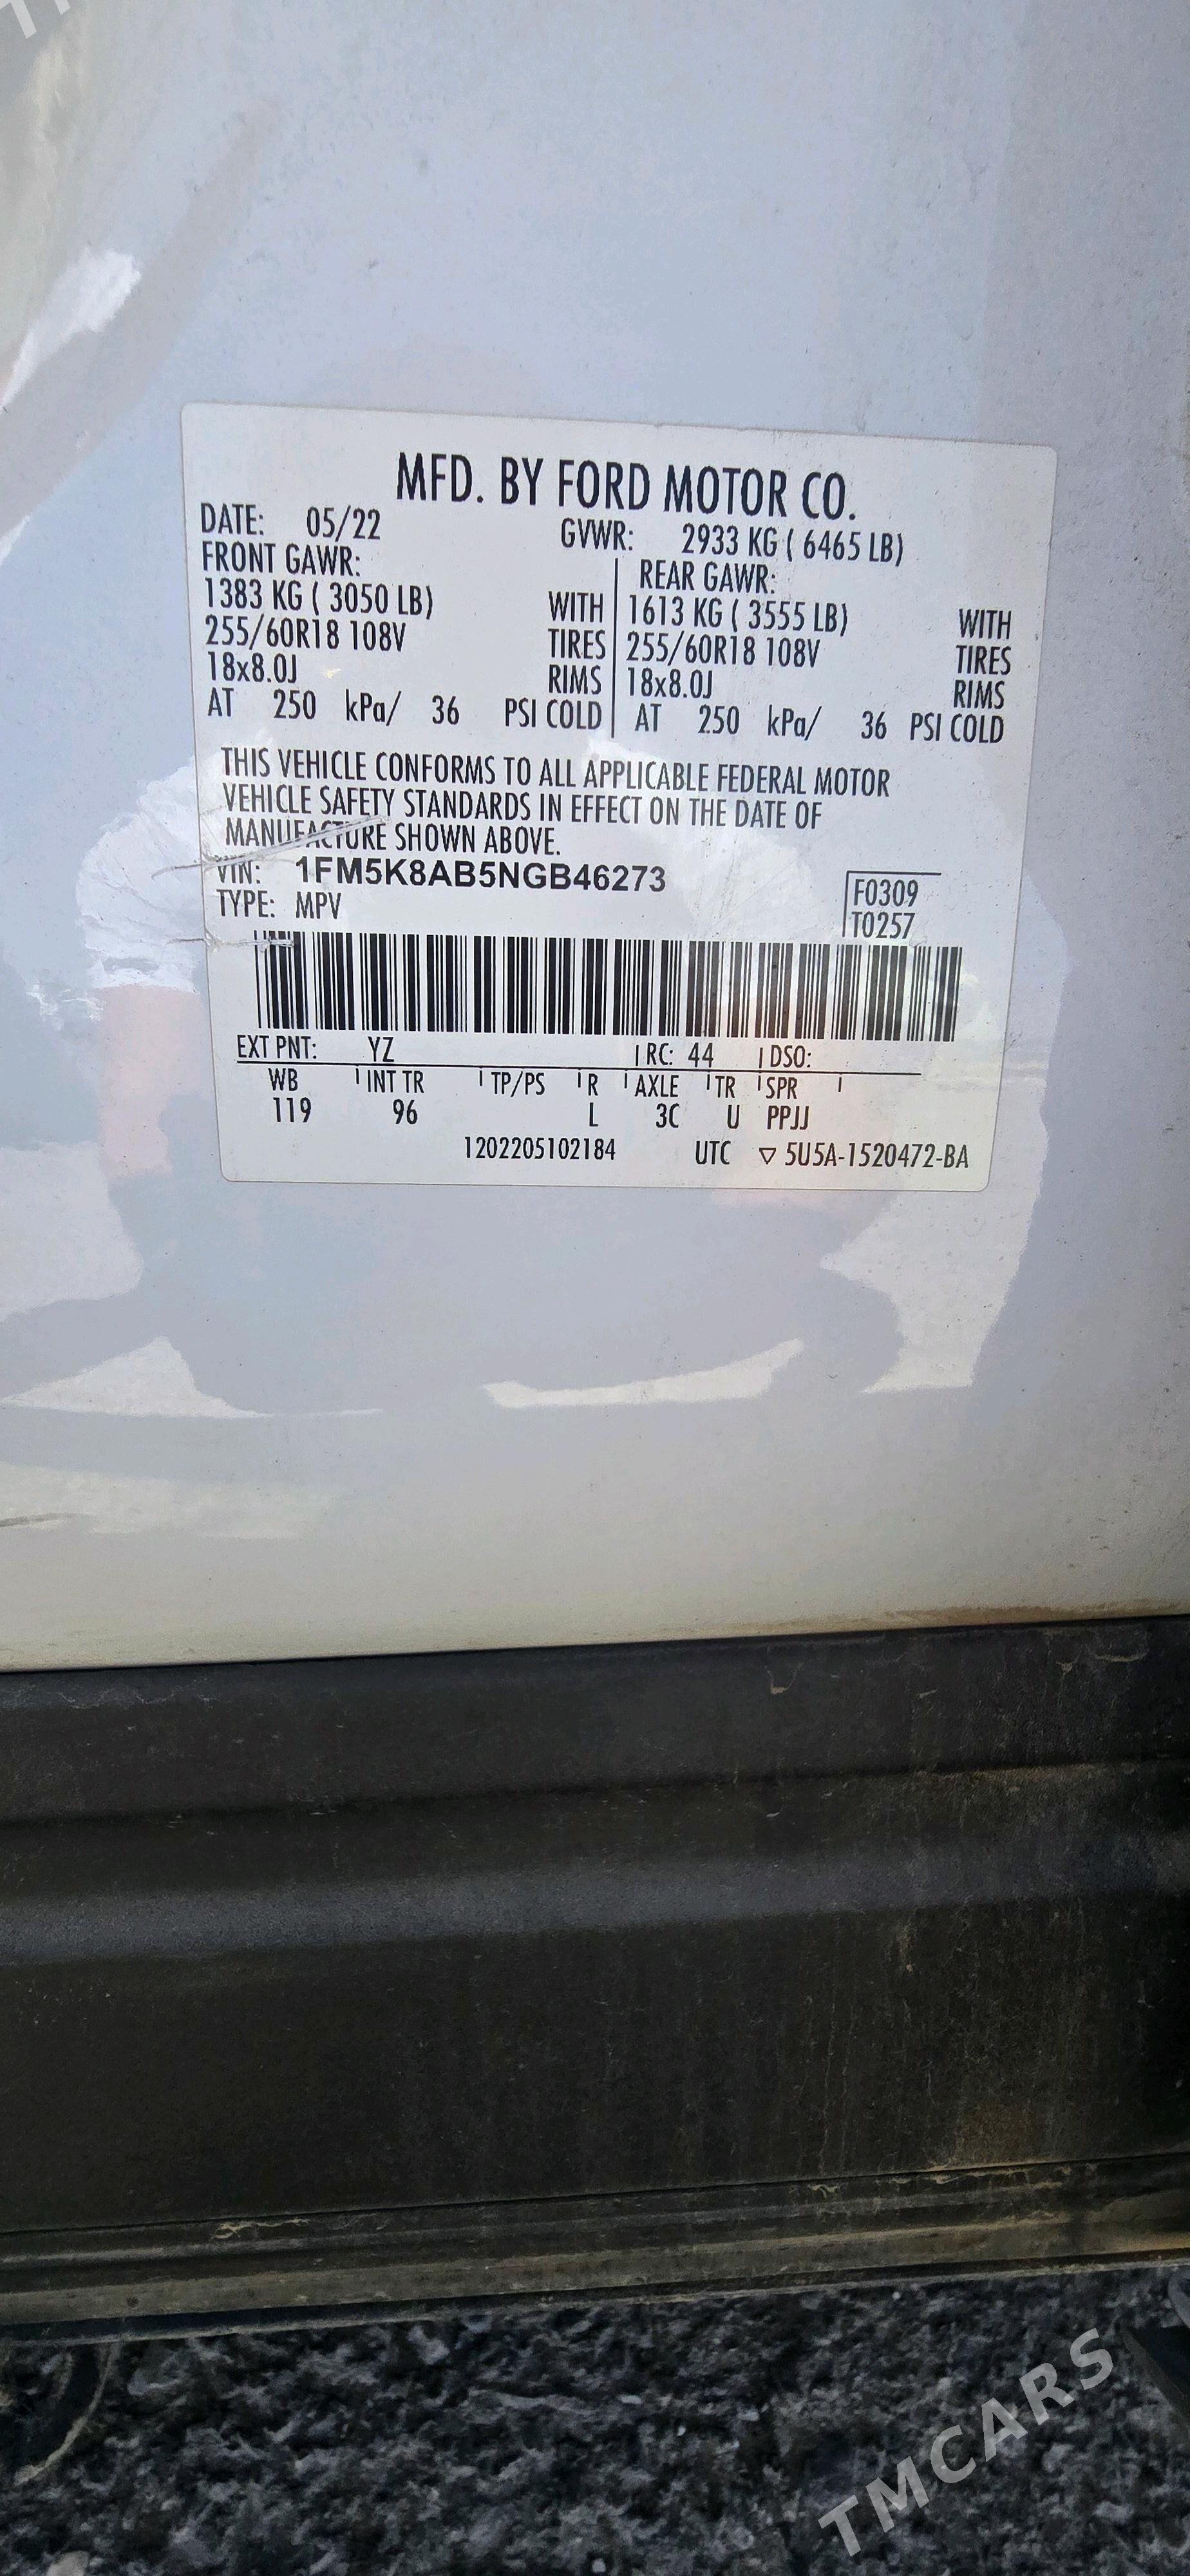 MFD. BY FORD MOTOR CO.
DATE: 05/22 GVWR: 2933 KG ( 6465 LB)
FRONT GAWR: REAR GAWR:
1383 KG ( 3050 LB) WITH 1613 KG ( 3555 LB) WITH
255/60R18 108V TIRES 255/60R18 108V TIRES
18x8.0J RIMS 18x8.0J RIMS
AT 250 kPa/ 36 PSI COLD AT 250 kPa/ 36 PSI COLD
THIS VEHICLE CONFORMS TO ALL APPLICABLE FEDERAL MOTOR
VEHICLE SAFETY STANDARDS IN EFFECT ON THE DATE OF
MANUFACTURE SHOWN ABOVE.
VIN: 1FM5K8AB5NGB46273
TYPE: MPV
F0309
T0257
EXT PNT: YZ RC: 44 DSO:
WB INT TR TP/PS R AXLE TR SPR
119 96 L 3C U PPJJ
1202205102184 UTC ▽ 5U5A-1520472-BA
TMCARS